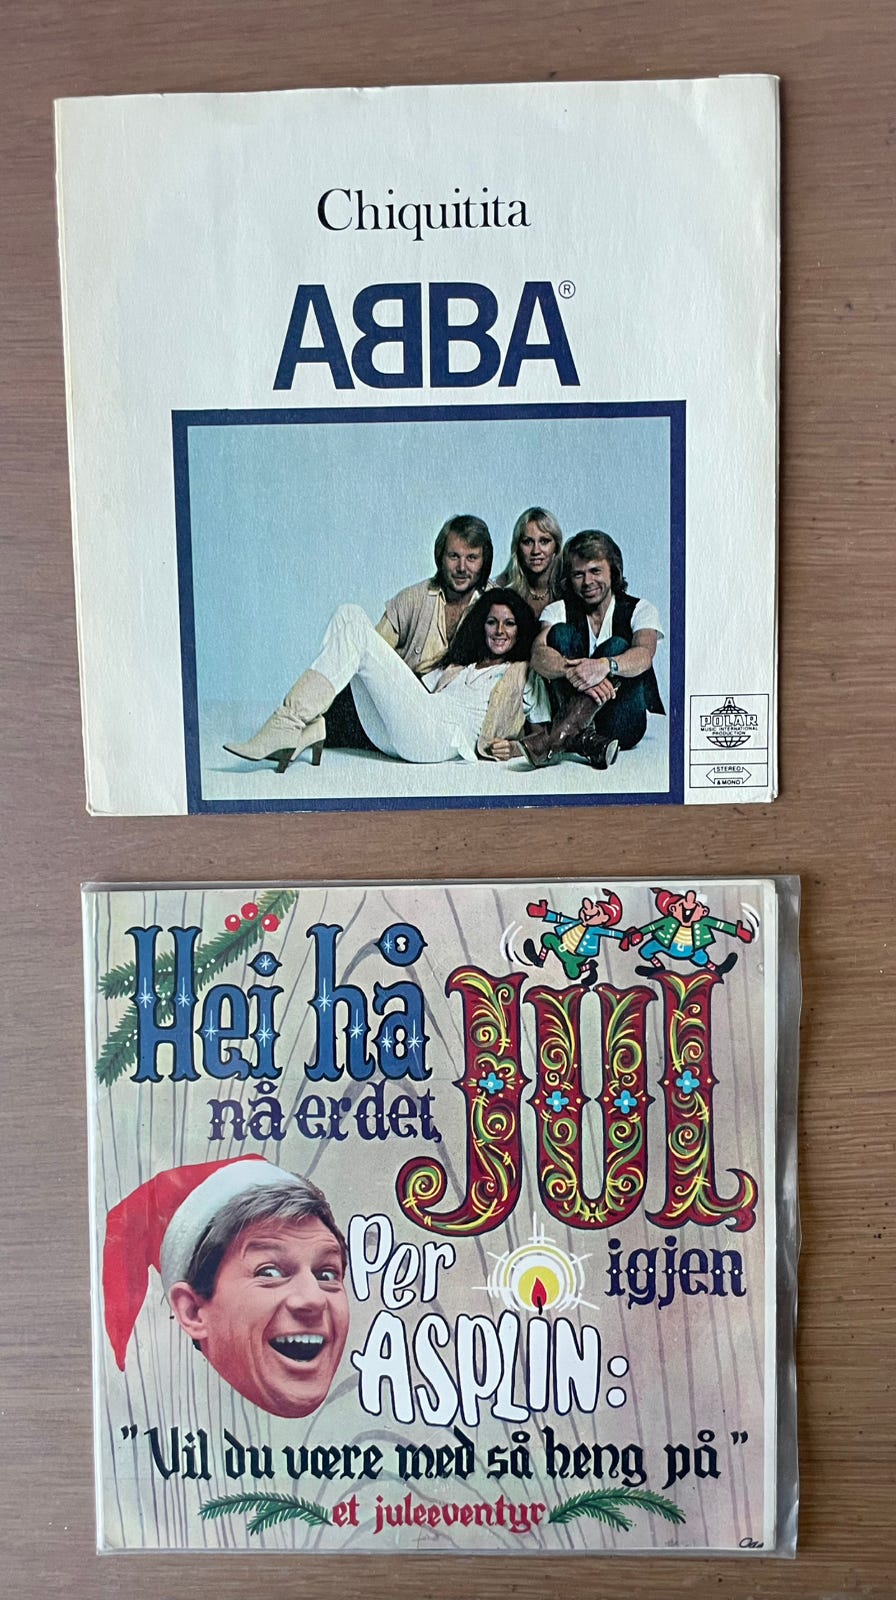 Chiquitita
ABBA®
A
POLAR
MUSIC INTERNATIONAL
PRODUCTION
STEREO
& MONO
Hei hå
nå er det
JUL
igjen
Per
ASPLIN:
"Vil du være med så heng på"
et juleeventyr